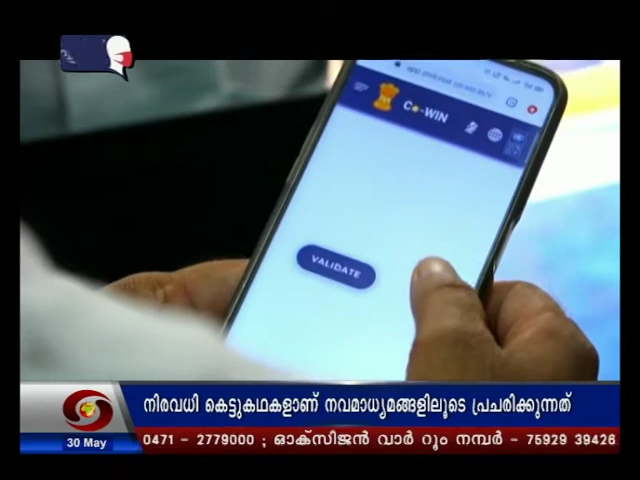 Co-WIN
VALIDATE
നിരവധി കെട്ടുകഥകളാണ് നവമാധ്യമങ്ങളിലൂടെ പ്രചരിക്കുന്നത്
30 May
0471 - 2779000 ; ഓക്സിജൻ വാർ റൂം നമ്പർ - 75929 39426